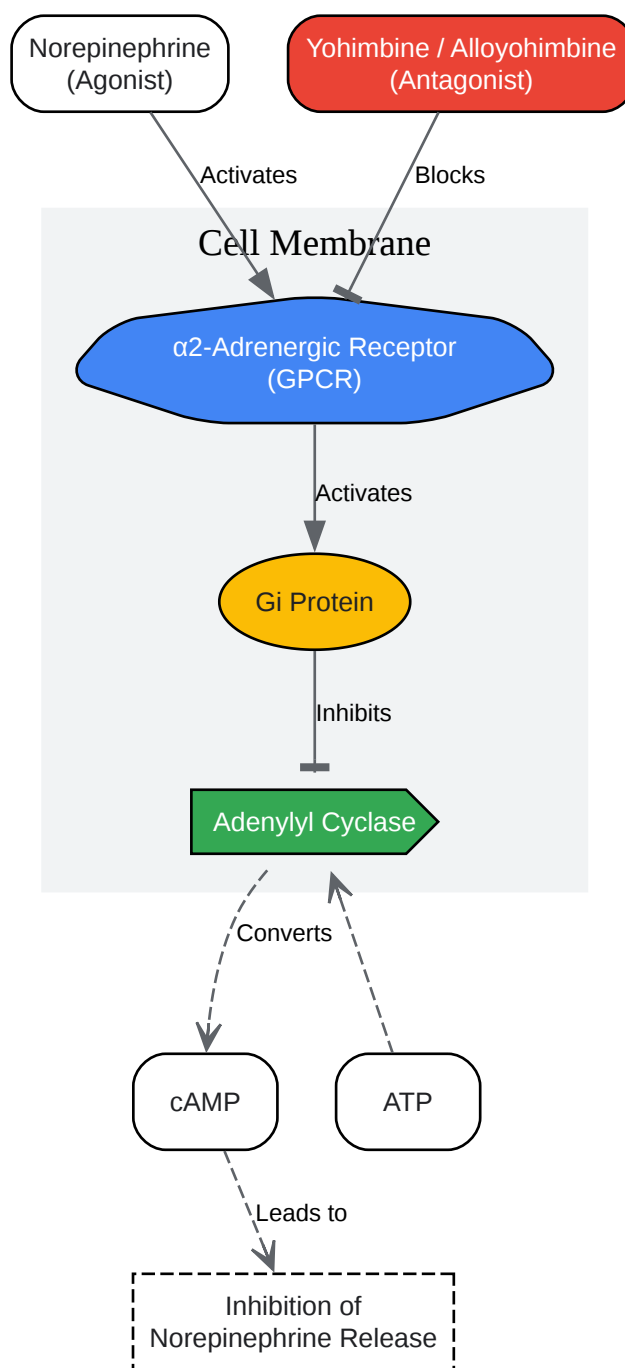 Norepinephrine
(Agonist)
Yohimbine / Alloyohimbine
(Antagonist)
Activates
Blocks
Cell Membrane
α2-Adrenergic Receptor
(GPCR)
Activates
Gi Protein
Inhibits
Adenylyl Cyclase
Converts
cAMP
ATP
Leads to
Inhibition of
Norepinephrine Release